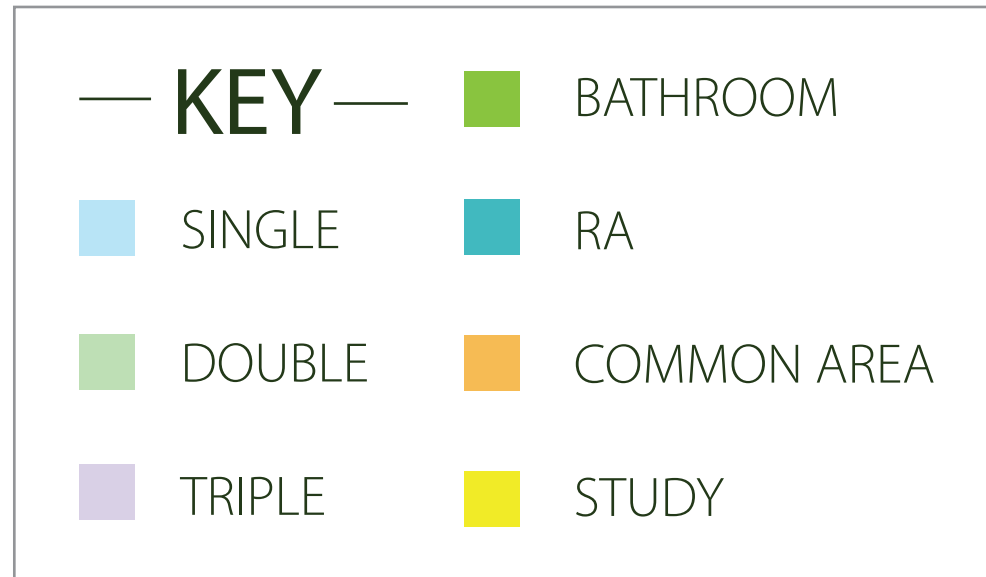 KEY
SINGLE
DOUBLE
TRIPLE
BATHROOM
RA
COMMON AREA
STUDY